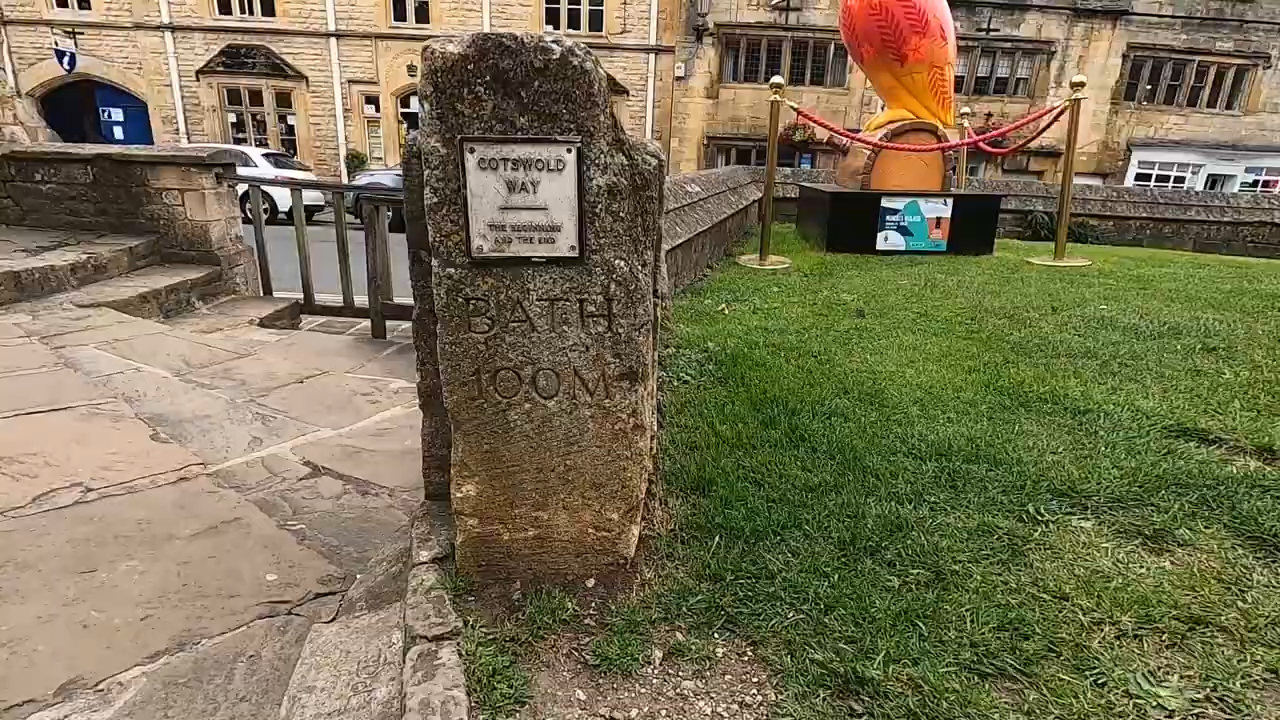 COTSWOLD
WAY
THE BEGINNING
AND THE END
BATH
100M